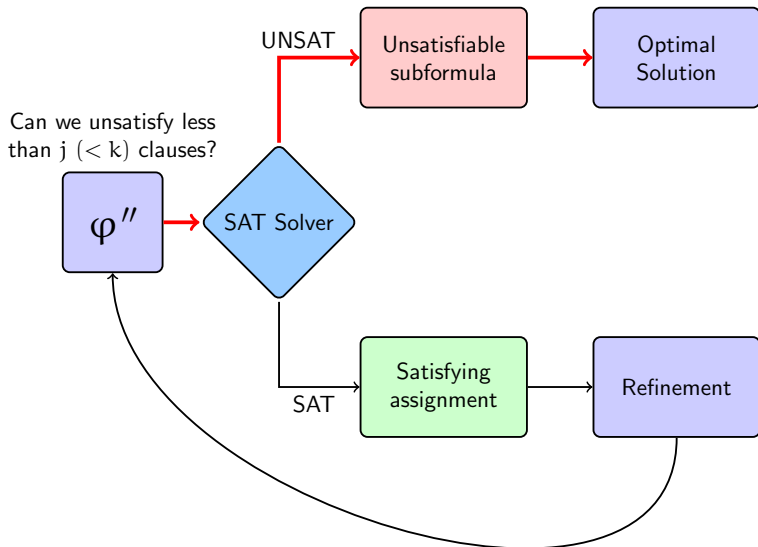 UNSAT
Unsatisfiable
subformula
Optimal
Solution
Can we unsatisfy less
than j (< k) clauses?
φ′′
SAT Solver
Satisfying
assignment
Refinement
SAT